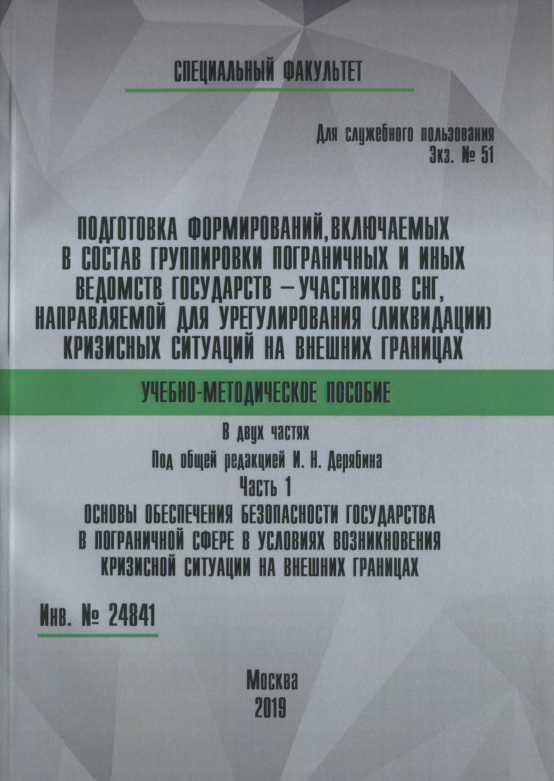 СПЕЦИАЛЬНЫЙ ФАКУЛЬТЕТ
Для служебного пользования
Экз. № 51
ПОДГОТОВКА ФОРМИРОВАНИЙ, ВКЛЮЧАЕМЫХ
В СОСТАВ ГРУППИРОВКИ ПОГРАНИЧНЫХ И ИНЫХ
ВЕДОМСТВ ГОСУДАРСТВ – УЧАСТНИКОВ СНГ,
НАПРАВЛЯЕМОЙ ДЛЯ УРЕГУЛИРОВАНИЯ (ЛИКВИДАЦИИ)
КРИЗИСНЫХ СИТУАЦИЙ НА ВНЕШНИХ ГРАНИЦАХ
УЧЕБНО-МЕТОДИЧЕСКОЕ ПОСОБИЕ
В двух частях
Под общей редакцией И. Н. Дерябина
Часть 1
ОСНОВЫ ОБЕСПЕЧЕНИЯ БЕЗОПАСНОСТИ ГОСУДАРСТВА
В ПОГРАНИЧНОЙ СФЕРЕ В УСЛОВИЯХ ВОЗНИКНОВЕНИЯ
КРИЗИСНОЙ СИТУАЦИИ НА ВНЕШНИХ ГРАНИЦАХ
Инв. № 24841
Москва
2019